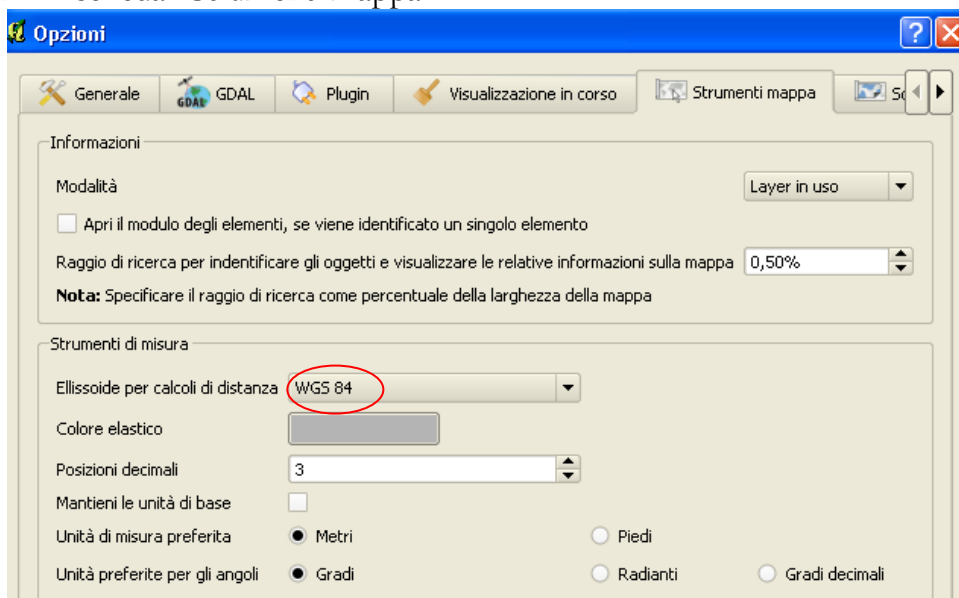 Opzioni
Generale GDAL Plugin Visualizzazione in corso Strumenti mappa
Informazioni
Modalità Layer in uso
Apri il modulo degli elementi, se viene identificato un singolo elemento
Raggio di ricerca per indentificare gli oggetti e visualizzare le relative informazioni sulla mappa 0,50%
Nota: Specificare il raggio di ricerca come percentuale della larghezza della mappa
Strumenti di misura
Ellissoide per calcoli di distanza WGS 84
Colore elastico
Posizioni decimali 3
Mantieni le unità di base
Unità di misura preferita Metri Piedi
Unità preferite per gli angoli Gradi Radianti Gradi decimali